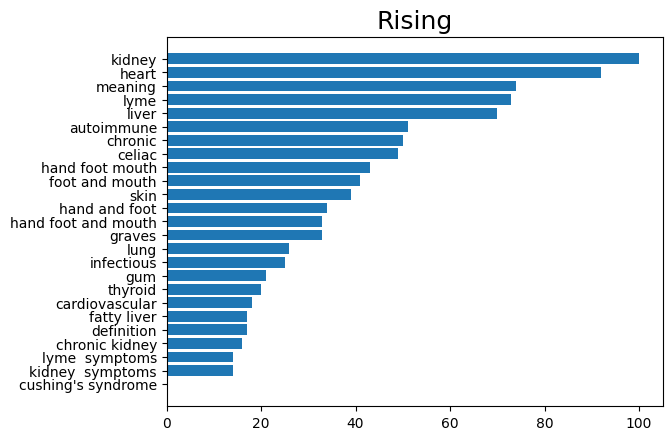 Rising
kidney
heart
meaning
lyme
liver
autoimmune
chronic
celiac
hand foot mouth
foot and mouth
skin
hand and foot
hand foot and mouth
graves
lung
infectious
gum
thyroid
cardiovascular
fatty liver
definition
chronic kidney
lyme  symptoms
kidney  symptoms
cushing's syndrome
0 20 40 60 80 100